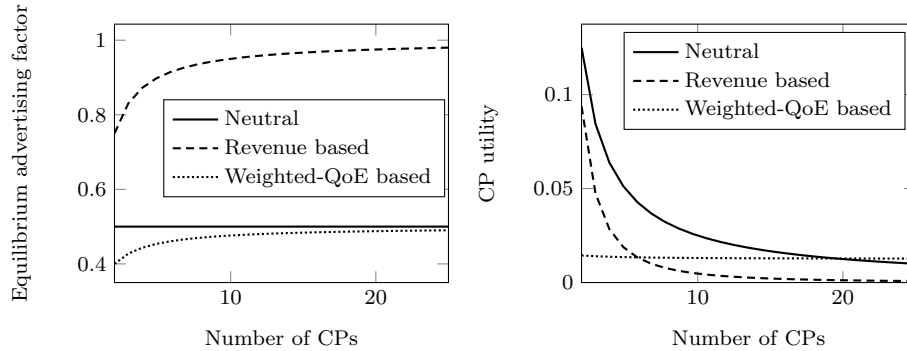 Equilibrium advertising factor
1
0.8
0.6
0.4
Neutral
Revenue based
Weighted-QoE based
10
20
Number of CPs
CP utility
0.1
0.05
0
Neutral
Revenue based
Weighted-QoE based
10
20
Number of CPs